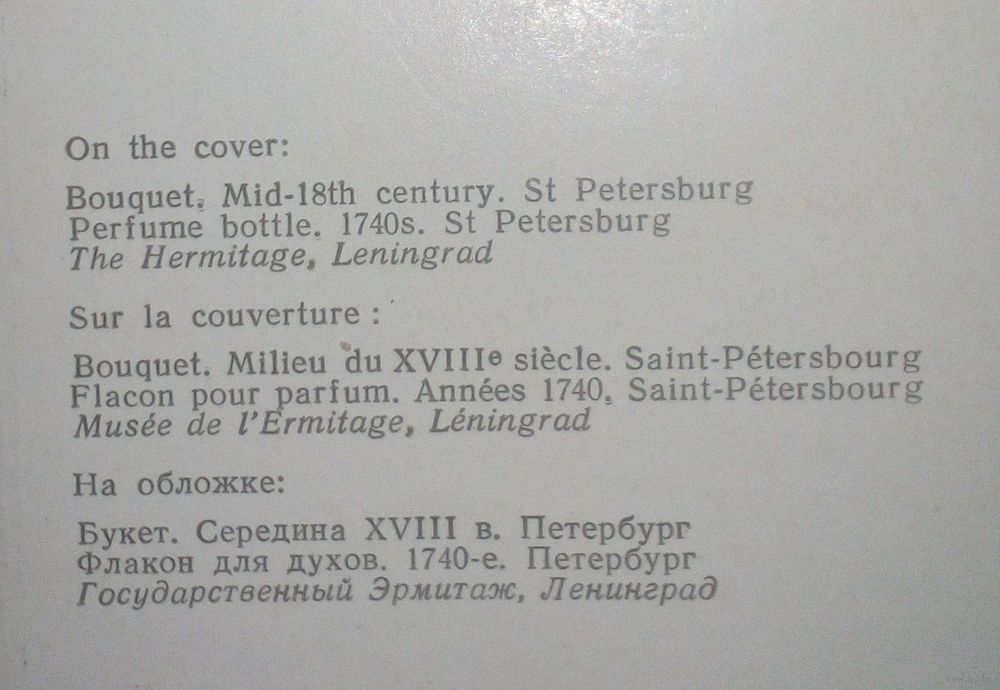 On the cover:
Bouquet. Mid-18th century. St Petersburg
Perfume bottle. 1740s. St Petersburg
The Hermitage, Leningrad
Sur la couverture :
Bouquet. Milieu du XVIIIe siècle. Saint-Pétersbourg
Flacon pour parfum. Années 1740, Saint-Pétersbourg
Musée de l'Ermitage, Léningrad
На обложке:
Букет. Середина XVIII в. Петербург
Флакон для духов. 1740-е. Петербург
Государственный Эрмитаж, Ленинград